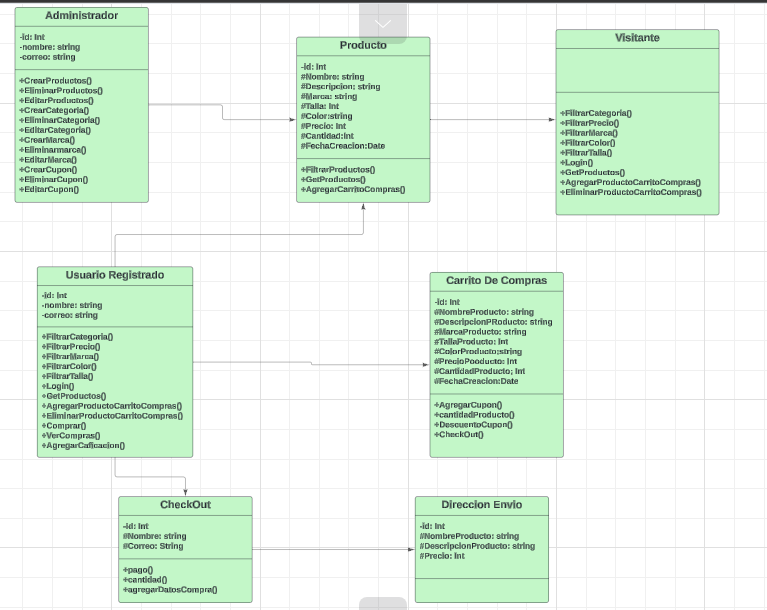 Administrador
-id: Int
-nombre: string
-correo: string
+CrearProductos()
+EliminarProductos()
+EditarProductos()
+CrearCategoria()
+EliminarCategoria()
+EditarCategoria()
+CrearMarca()
+Eliminarmarca()
+EditarMarca()
+CrearCupon()
+EliminarCupon()
+EditarCupon()
Producto
-id: Int
#Nombre: string
#Descripcion: string
#Marca: string
#Talla: Int
#Color:string
#Precio: Int
#Cantidad:Int
#FechaCreacion:Date
+FiltrarProductos()
+GetProductos()
+AgregarCarritoCompras()
Visitante
+FiltrarCategoria()
+FiltrarPrecio()
+FiltrarMarca()
+FiltrarColor()
+FiltrarTalla()
+Login()
+GetProductos()
+AgregarProductoCarritoCompras()
+EliminarProductoCarritoCompras()
Usuario Registrado
-id: Int
-nombre: string
-correo: string
+FiltrarCategoria()
+FiltrarPrecio()
+FiltrarMarca()
+FiltrarColor()
+FiltrarTalla()
+Login()
+GetProductos()
+AgregarProductoCarritoCompras()
+EliminarProductoCarritoCompras()
+Comprar()
+VerCompras()
+AgregarCaficacion()
Carrito De Compras
-id: Int
#NombreProducto: string
#DescripcionPRoducto: string
#MarcaProducto: string
#TallaProducto: Int
#ColorProducto:string
#PrecioPooducto: Int
#CantidadProducto; Int
#FechaCreacion:Date
+AgregarCupon()
+cantidadProducto()
+DescuentoCupon()
+CheckOut()
CheckOut
-id: Int
#Nombre: string
#Correo: String
+pago()
+cantidad()
+agregarDatosCompra()
Direccion Envio
-id: Int
#NombreProducto: string
#DescripcionProducto: string
#Precio: Int